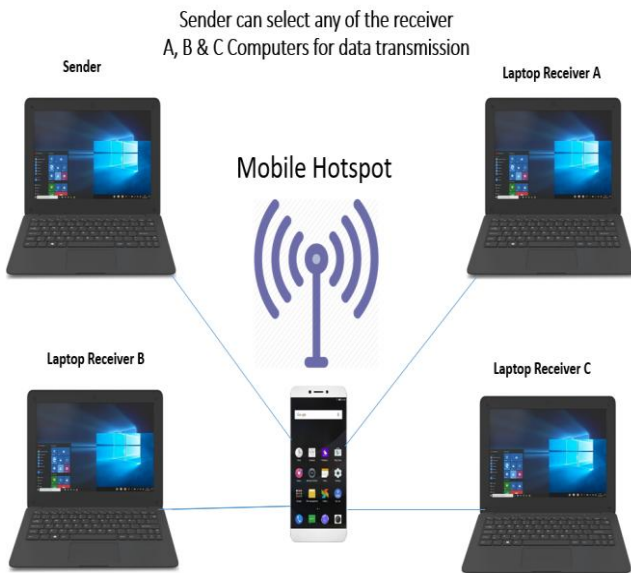 Sender can select any of the receiver
A, B & C Computers for data transmission
Sender
Laptop Receiver A
Mobile Hotspot
Laptop Receiver B
Laptop Receiver C